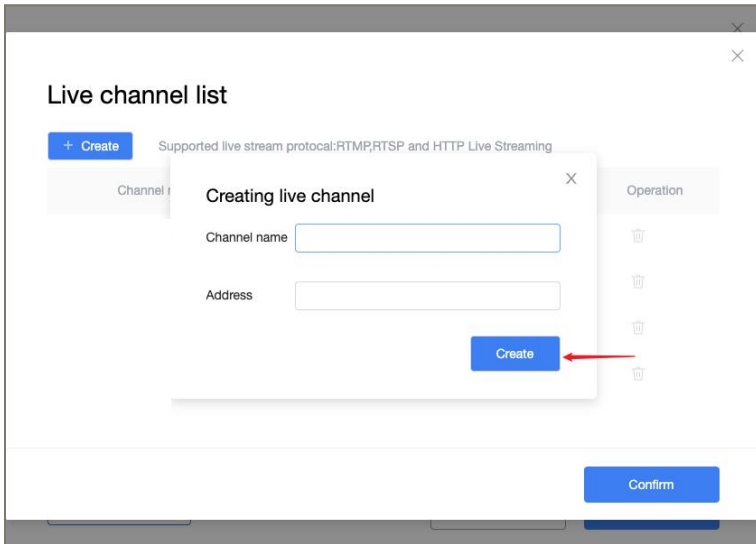 Live channel list
+ Create
Supported live stream protocal:RTMP,RTSP and HTTP Live Streaming
Channel
Operation
Creating live channel
X
Channel name
Address
Create
Confirm